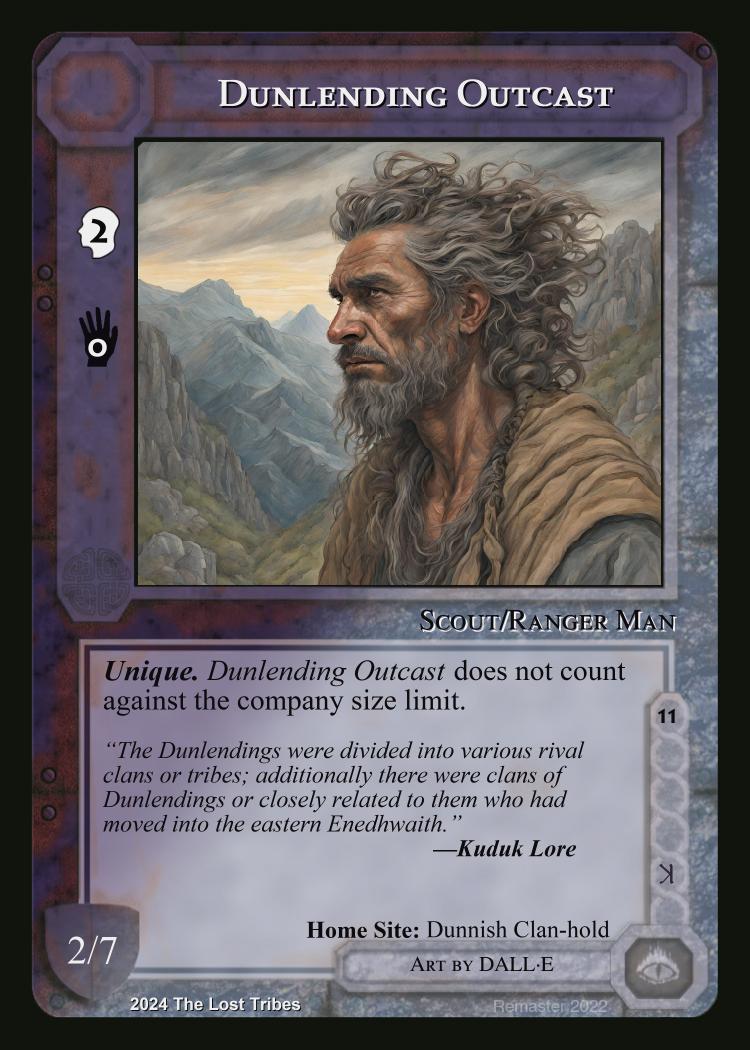 Dunlending Outcast
2
0
Scout/Ranger Man
Unique. Dunlending Outcast does not count
against the company size limit.
“The Dunlendings were divided into various rival
clans or tribes; additionally there were clans of
Dunlendings or closely related to them who had
moved into the eastern Enedhwaith.”
—Kuduk Lore
11
Home Site: Dunnish Clan-hold
2/7
Art by DALL·E
2024 The Lost Tribes
Remaster 2022